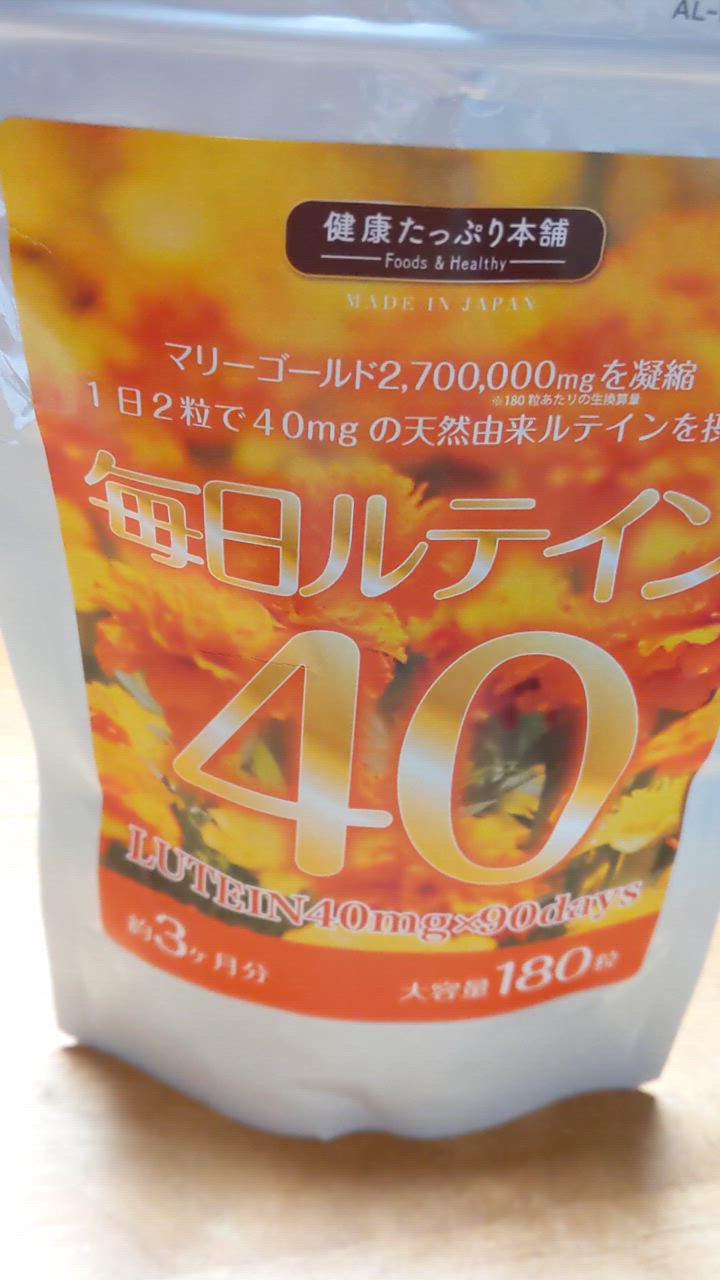 AL-
健康たっぷり本舗
Foods & Healthy
MADE IN JAPAN
マリーゴールド2,700,000mgを凝縮
※180粒あたりの生換算量
1日2粒で40mgの天然由来ルテインを摂
毎日ルテイン
40
LUTEIN40mg×90days
約3ヶ月分
大容量180粒